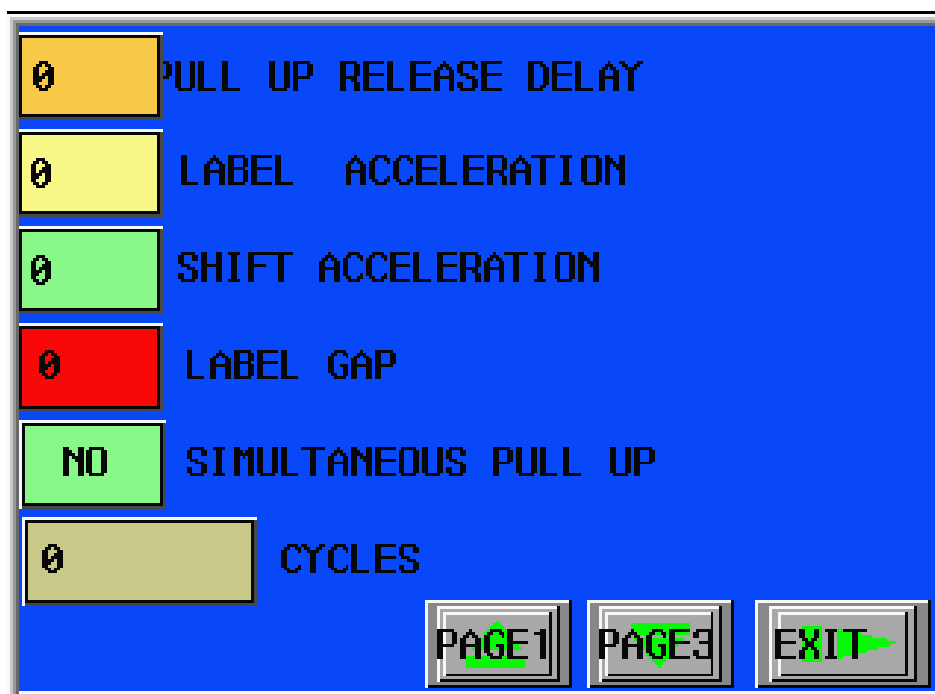 0 PULL UP RELEASE DELAY
0 LABEL ACCELERATION
0 SHIFT ACCELERATION
0 LABEL GAP
NO SIMULTANEOUS PULL UP
0 CYCLES
PAGE1 PAGE3 EXIT